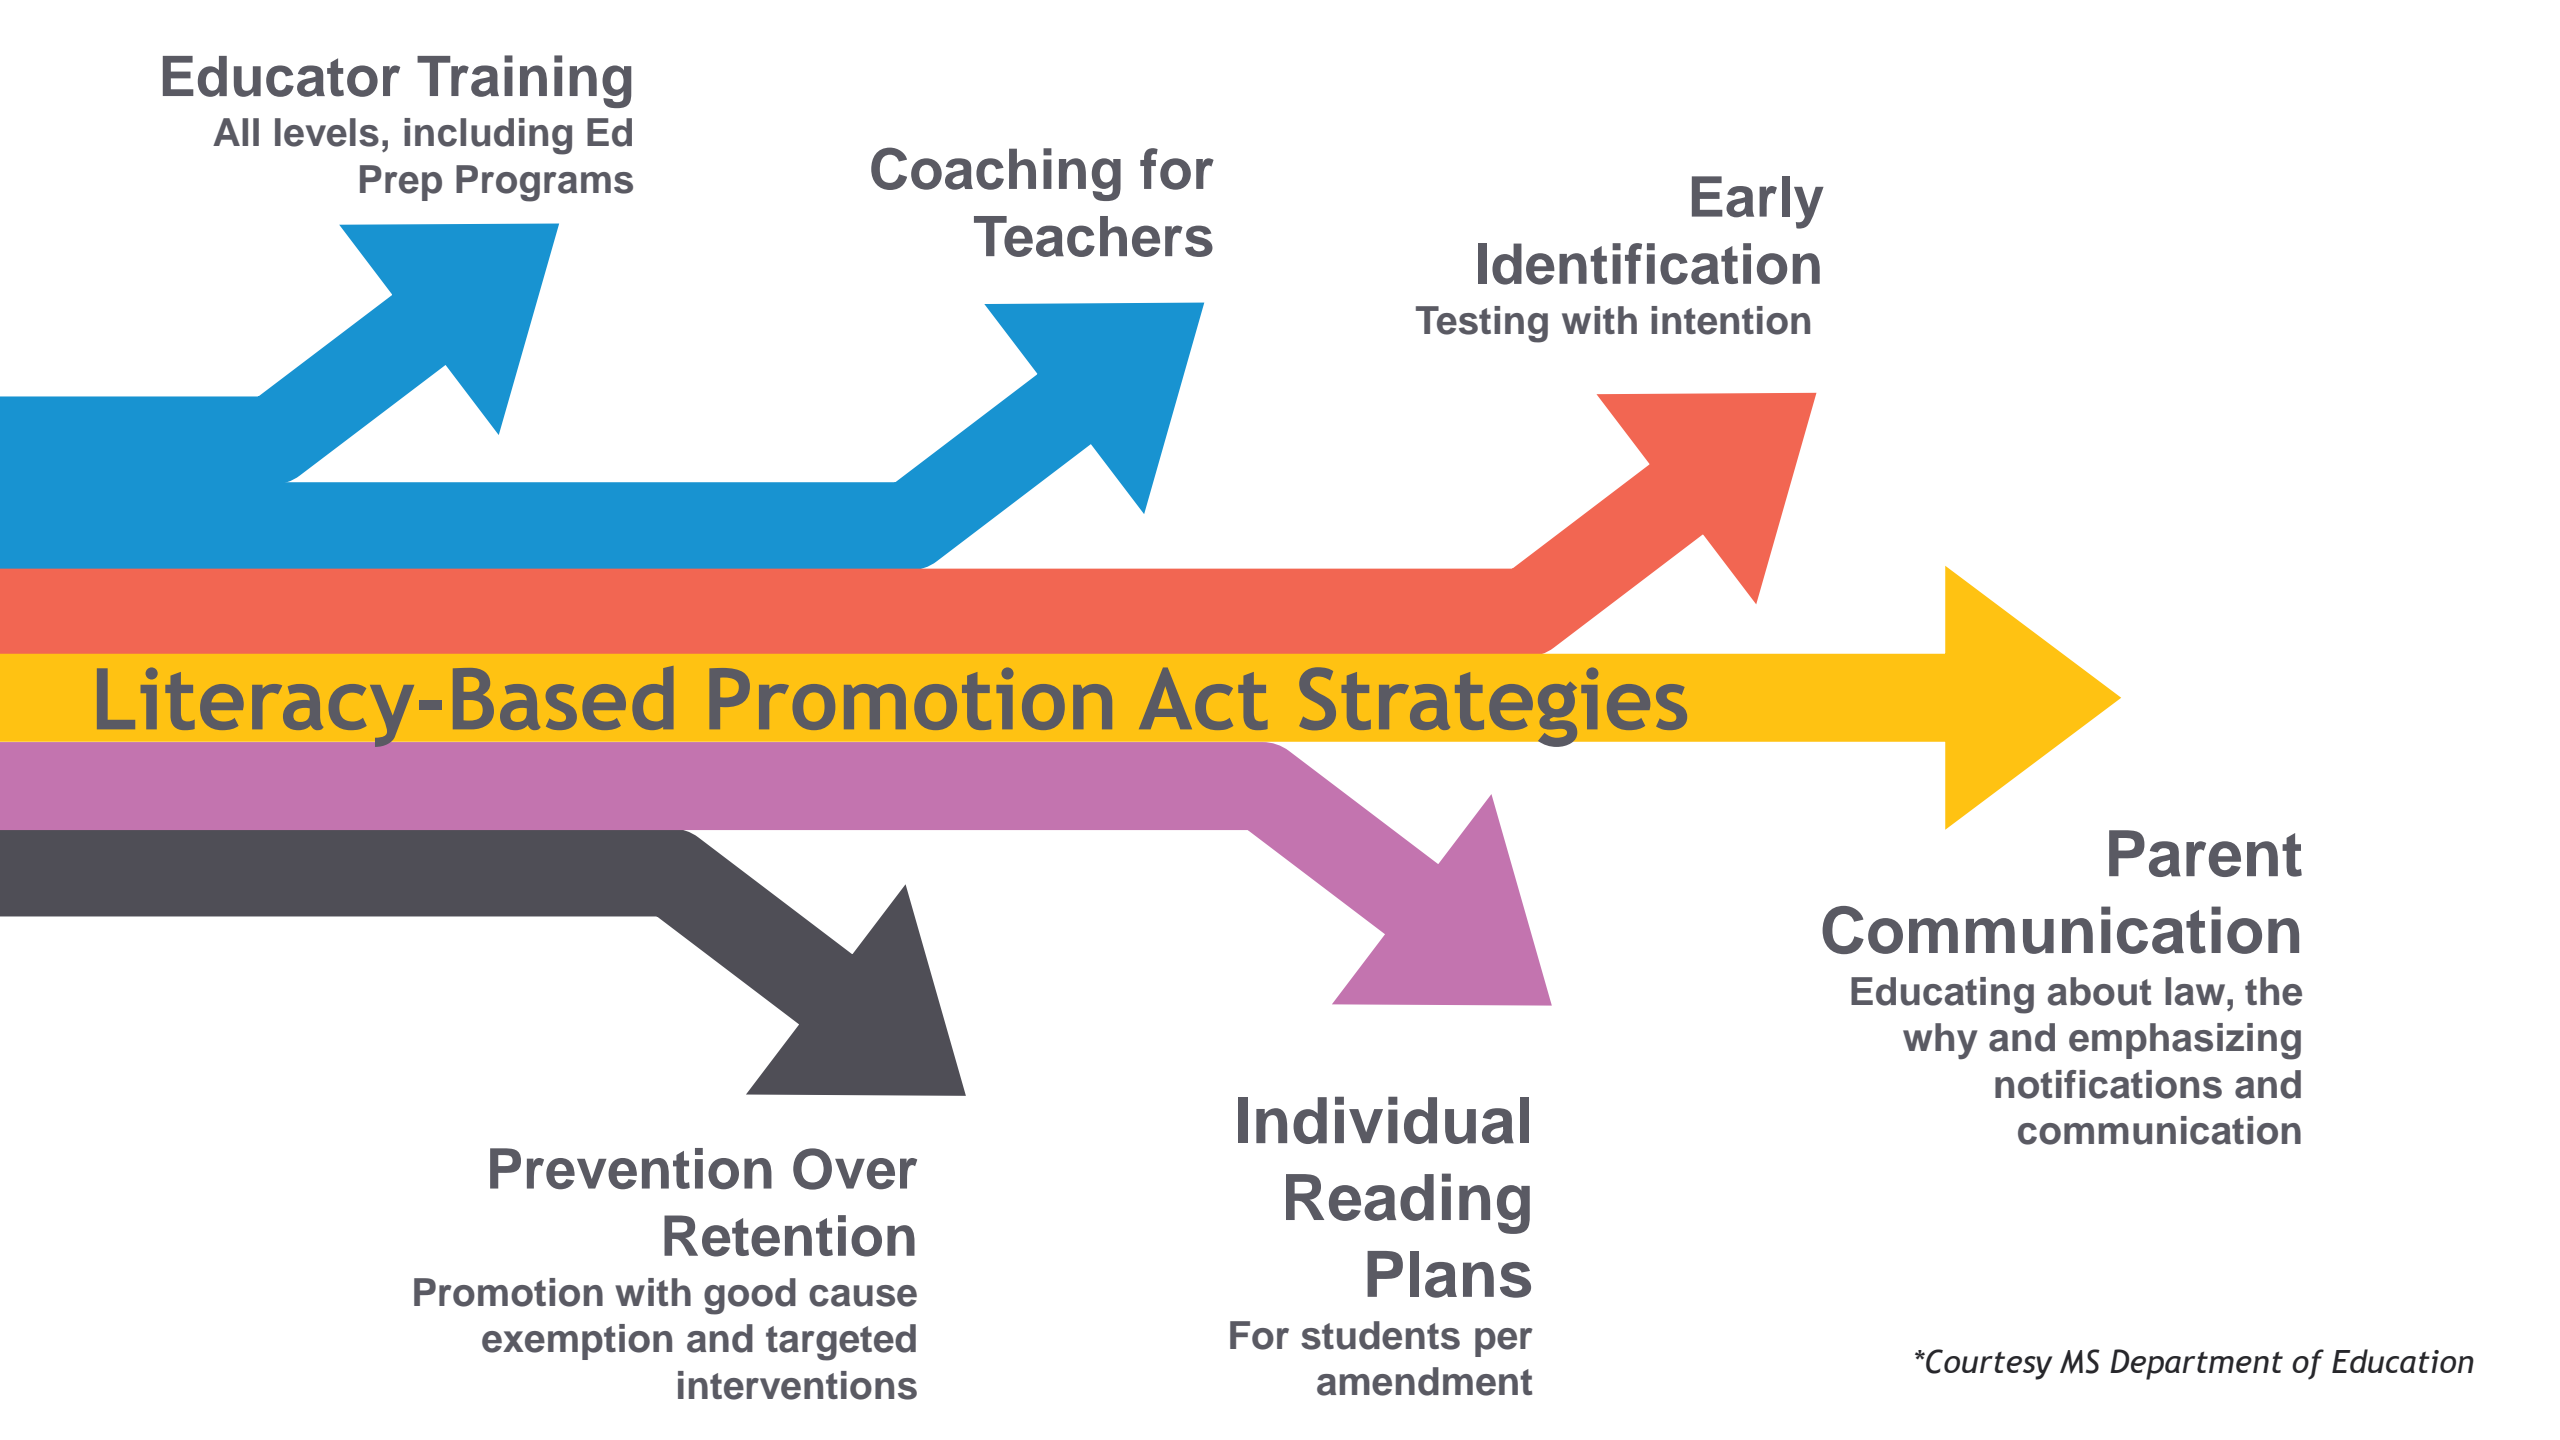 Educator Training
All levels, including Ed
Prep Programs
Coaching for
Teachers
Early
Identification
Testing with intention
Literacy-Based Promotion Act Strategies
Prevention Over
Retention
Promotion with good cause
exemption and targeted
interventions
Individual
Reading
Plans
For students per
amendment
Parent
Communication
Educating about law, the
why and emphasizing
notifications and
communication
*Courtesy MS Department of Education